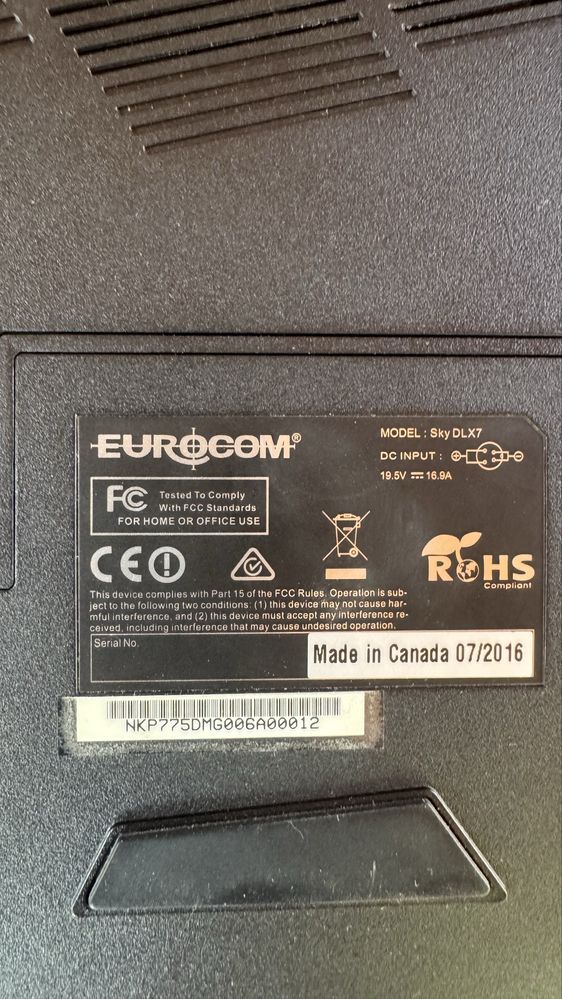 EUROCOM®
MODEL : Sky DLX7
DC INPUT :
19.5V 16.9A
FC Tested To Comply
With FCC Standards
FOR HOME OR OFFICE USE
CE
RoHS
Compliant
This device complies with Part 15 of the FCC Rules. Operation is sub-
ject to the following two conditions: (1) this device may not cause har-
mful interference, and (2) this device must accept any interference re-
ceived, including interference that may cause undesired operation.
Serial No.
Made in Canada 07/2016
NKP775DMG006A00012